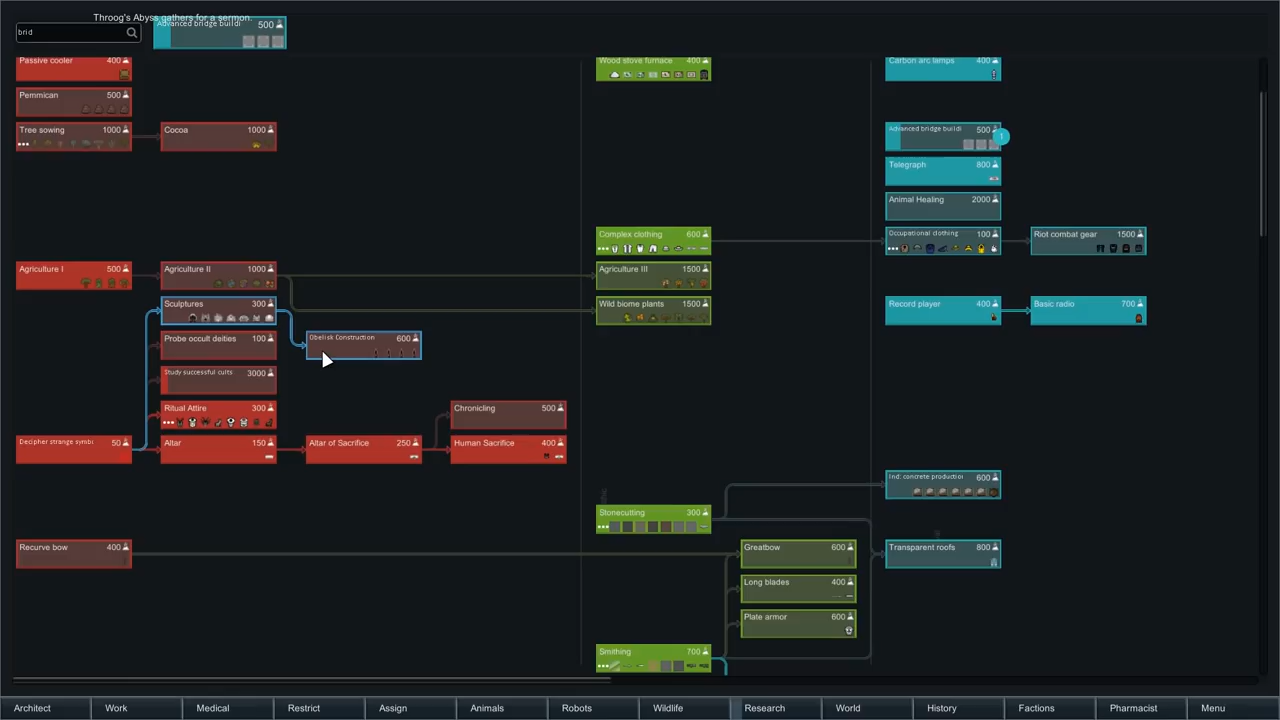 Throog's Abyss gathers for a sermon.
brid
Advanced bridge buildi 500
Passive cooler 400
Wood stove furnace 400
Carbon arc lamps 400
Pemmican 500
Tree sowing 1000
Cocoa 1000
Advanced bridge buildi 500
1
Telegraph 800
Animal Healing 2000
Complex clothing 600
Occupational clothing 100
Riot combat gear 1500
Agriculture I 500
Agriculture II 1000
Agriculture III 1500
Sculptures 300
Wild biome plants 1500
Record player 400
Basic radio 700
Probe occult deities 100
Obelisk Construction 600
Study successful cults 3000
Ritual Attire 300
Chronicling 500
Decipher strange symbo 50
Altar 150
Altar of Sacrifice 250
Human Sacrifice 400
Ind. concrete production 600
Stonecutting 300
Recurve bow 400
Greatbow 600
Transparent roofs 800
Long blades 400
Plate armor 600
Smithing 700
Architect Work Medical Restrict Assign Animals Robots Wildlife Research World History Factions Pharmacist Menu